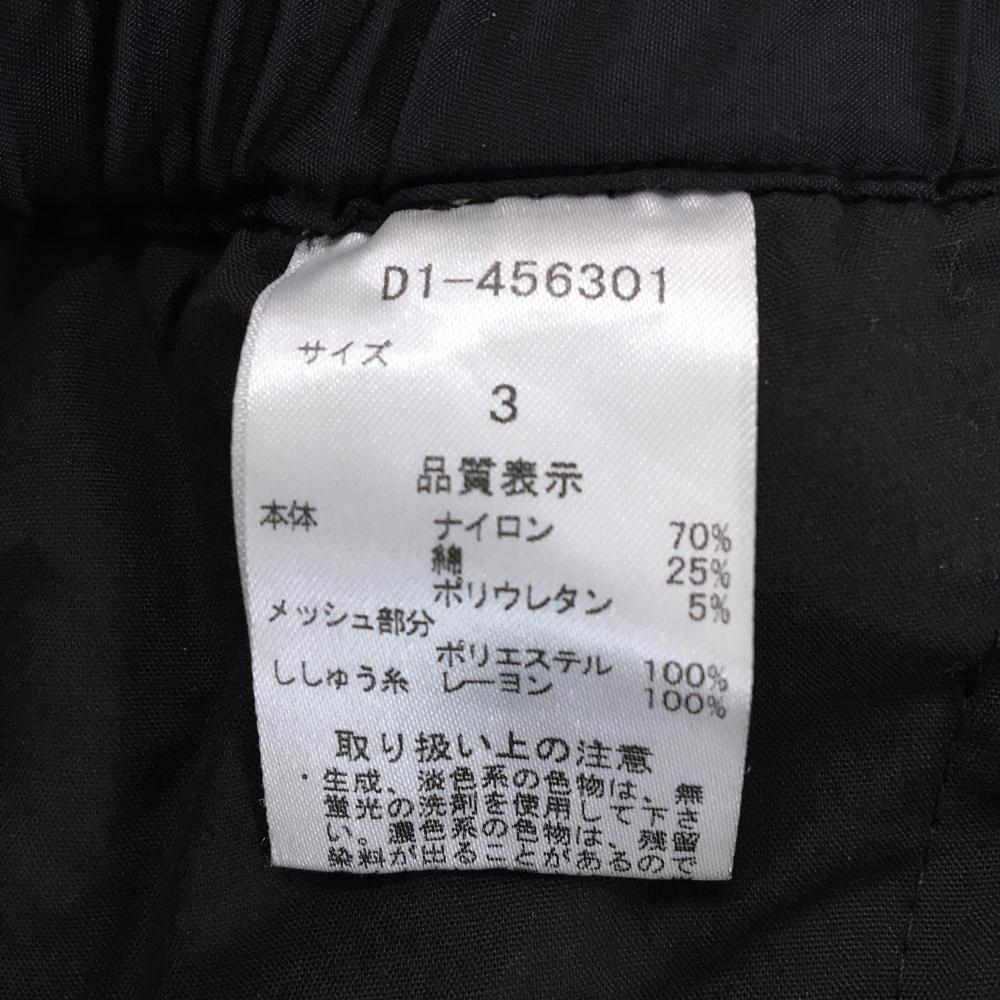 D1-456301
サイズ
3
品質表示
本体 ナイロン 70%
綿 25%
ポリウレタン 5%
メッシュ部分
ポリエステル 100%
ししゅう糸 レーヨン 100%
取り扱い上の注意
・生成、淡色系の色物は、無
蛍光の洗剤を使用して下さ
い。濃色系の色物は、残留
染料が出ることがあるので